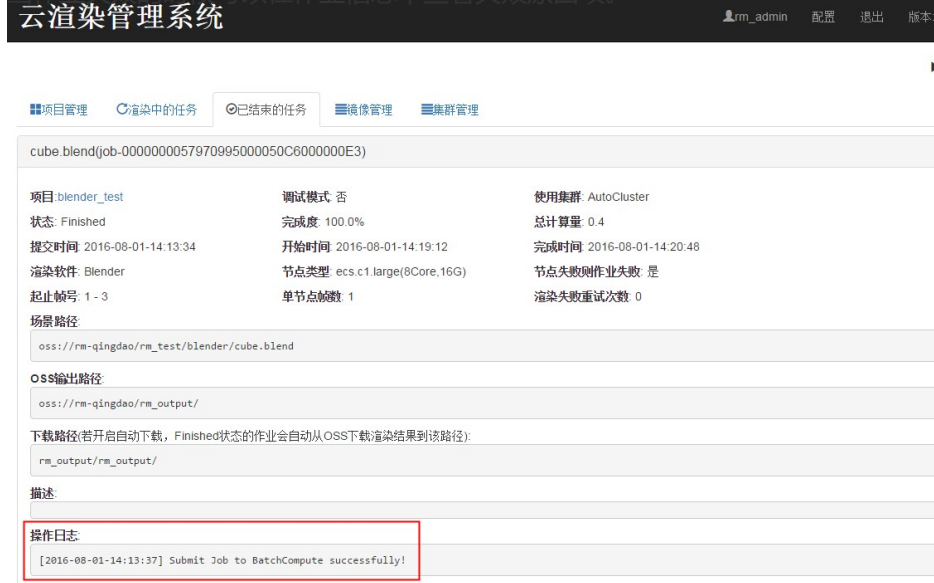 云渲染管理系统
rm_admin 配置 退出 版本
项目管理 渲染中的任务 已结束的任务 镜像管理 集群管理
cube.blend(job-0000000057970995000050C6000000E3)
项目:blender_test 调试模式: 否 使用集群: AutoCluster
状态: Finished 完成度: 100.0% 总计算量: 0.4
提交时间: 2016-08-01-14:13:34 开始时间: 2016-08-01-14:19:12 完成时间: 2016-08-01-14:20:48
渲染软件: Blender 节点类型: ecs.c1.large(8Core,16G) 节点失败则作业失败: 是
起止帧号: 1 - 3 单节点帧数: 1 渲染失败重试次数: 0
场景路径:
oss://rm-qingdao/rm_test/blender/cube.blend
OSS输出路径:
oss://rm-qingdao/rm_output/
下载路径(若开启自动下载，Finished状态的作业会自动从OSS下载渲染结果到该路径):
rm_output/rm_output/
描述:
操作日志:
[2016-08-01-14:13:37] Submit Job to BatchCompute successfully!